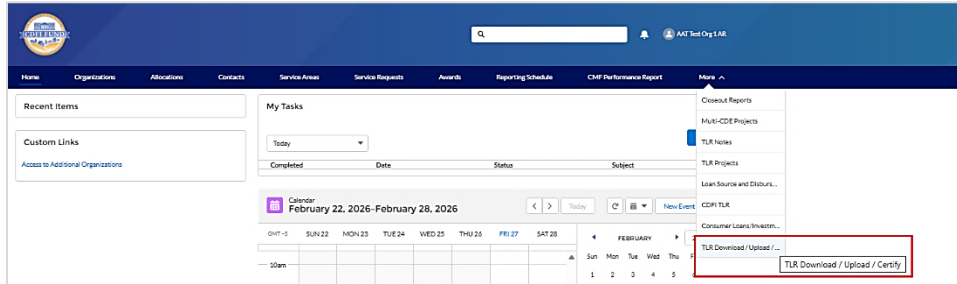 CDFI FUND
AAT Test Org 1 AR
Home Organizations Allocations Contacts Service Areas Service Requests Awards Reporting Schedule CMF Performance Report More
Recent Items
Custom Links
Access to Additional Organizations
My Tasks
Today
Completed Date Status Subject
Calendar
February 22, 2026–February 28, 2026
Today
New Event
GMT -5 SUN 22 MON 23 TUE 24 WED 25 THU 26 FRI 27 SAT 28
10am
FEBRUARY
Sun Mon Tue Wed Thu F
1 2 3 4 5
Closeout Reports
Multi-CDE Projects
TLR Notes
TLR Projects
Loan Source and Disburs...
CDFI TLR
Consumer Loans/Investm...
TLR Download / Upload /...
TLR Download / Upload / Certify